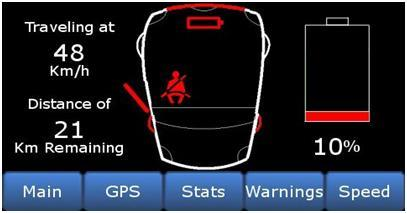 Traveling at
48
Km/h
Distance of
21
Km Remaining
10%
Main GPS Stats Warnings Speed